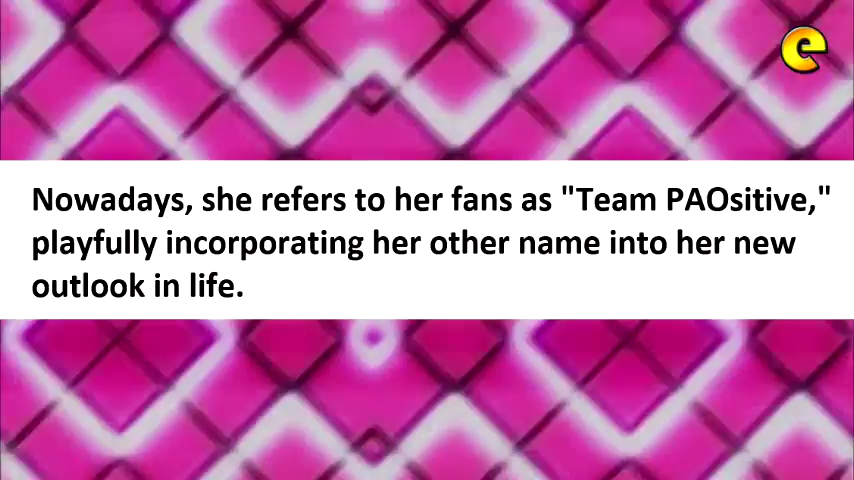 e
Nowadays, she refers to her fans as "Team PAOsitive,"
playfully incorporating her other name into her new
outlook in life.